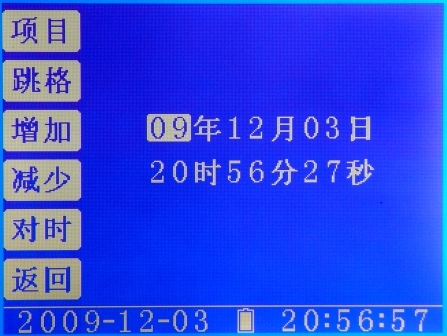 项目
跳格
增加
减少
对时
返回
09年12月03日
20时56分27秒
2009-12-03 20:56:57